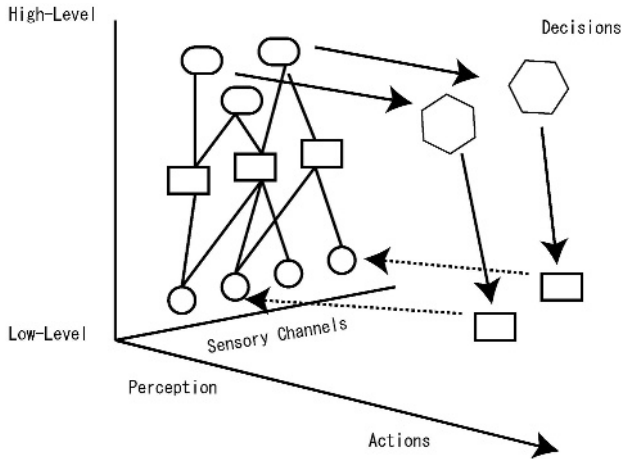 High-Level
Decisions
Low-Level
Sensory Channels
Perception
Actions